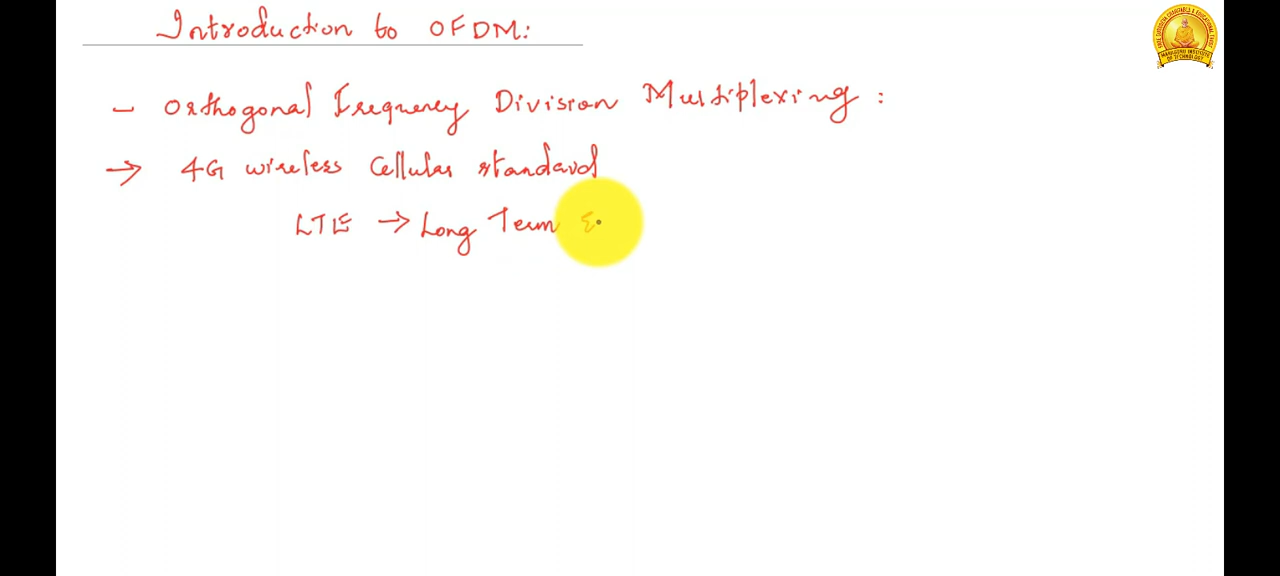 Introduction to OFDM:
- Orthogonal Frequency Division Multiplexing :
→ 4G wireless Cellular standard
LTE → Long Term E